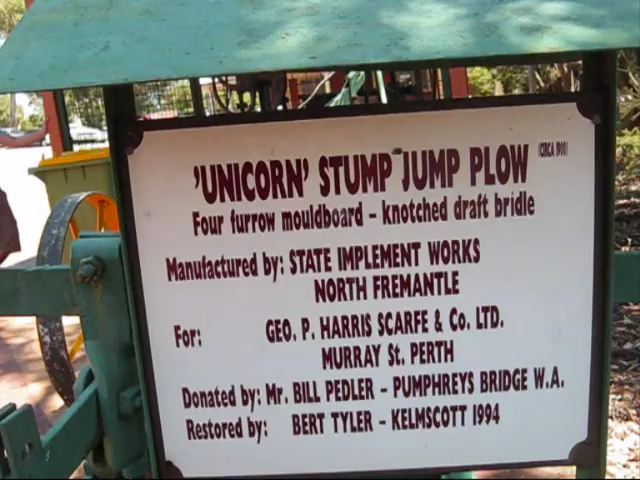 'UNICORN' STUMP JUMP PLOW (CIRCA 1900)
Four furrow mouldboard - knotched draft bridle
Manufactured by: STATE IMPLEMENT WORKS
NORTH FREMANTLE
For: GEO. P. HARRIS SCARFE & Co. LTD.
MURRAY St. PERTH
Donated by: Mr. BILL PEDLER - PUMPHREYS BRIDGE W.A.
Restored by: BERT TYLER - KELMSCOTT 1994